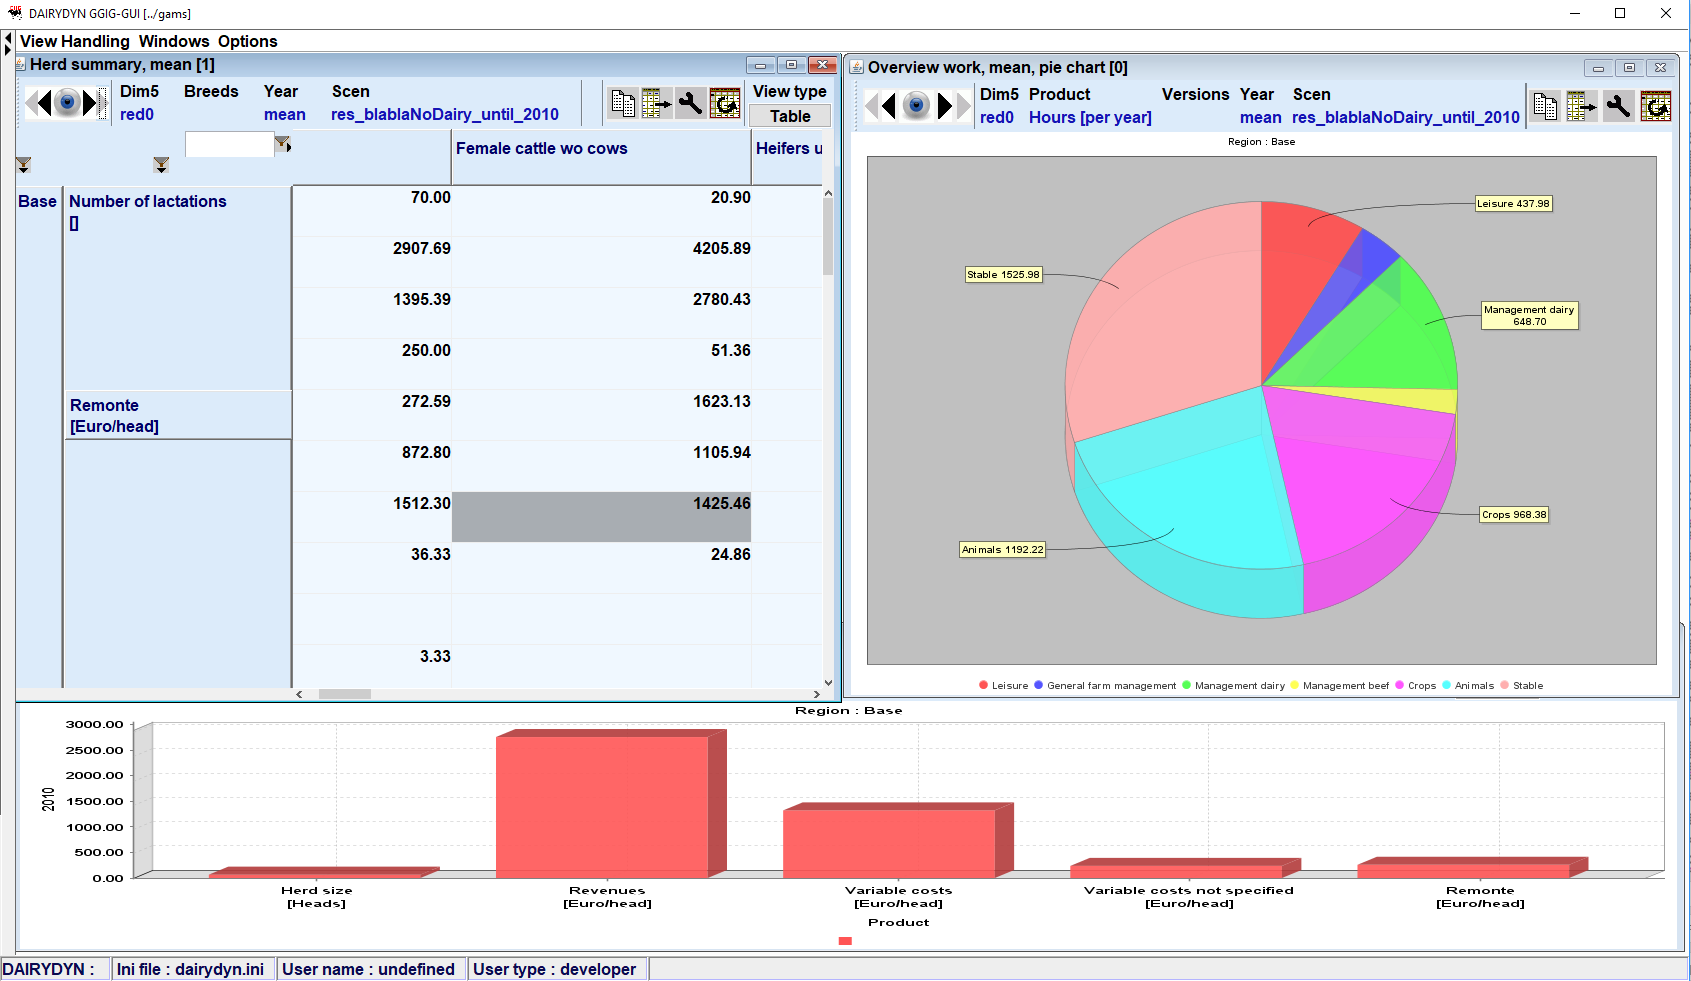 DAIRYDYN GGIG-GUI [../gams]
View Handling Windows Options
Herd summary, mean [1]
Dim5 Breeds Year Scen
red0 mean res_blablaNoDairy_until_2010
View type
Table
Female cattle wo cows Heifers u
Base Number of lactations
[]
70.00 20.90
2907.69 4205.89
1395.39 2780.43
250.00 51.36
Remonte
[Euro/head]
272.59 1623.13
872.80 1105.94
1512.30 1425.46
36.33 24.86
3.33
Overview work, mean, pie chart [0]
Dim5 Product Versions Year Scen
red0 Hours [per year] mean res_blablaNoDairy_until_2010
Region : Base
Leisure 437.98
Stable 1525.98
Management dairy
648.70
Crops 968.38
Animals 1192.22
Leisure General farm management Management dairy Management beef Crops Animals Stable
Region : Base
3000.00
2500.00
2000.00
1500.00
1000.00
500.00
0.00
2010
Herd size
[Heads]
Revenues
[Euro/head]
Variable costs
[Euro/head]
Variable costs not specified
[Euro/head]
Remonte
[Euro/head]
Product
DAIRYDYN : Ini file : dairydyn.ini User name : undefined User type : developer